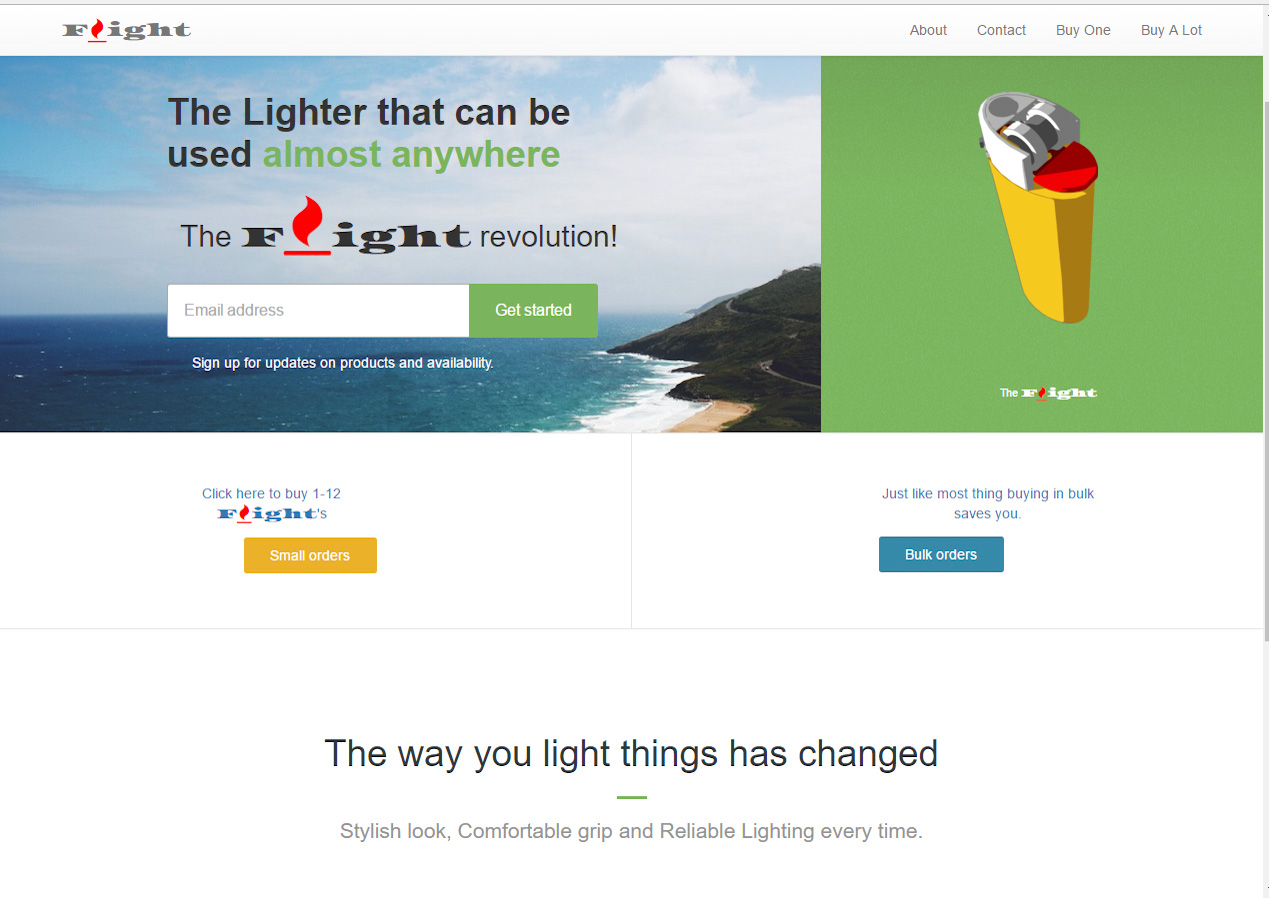 Flight
About Contact Buy One Buy A Lot
The Lighter that can be
used almost anywhere
The Flight revolution!
Email address Get started
Sign up for updates on products and availability.
The Flight
Click here to buy 1-12
Flight's
Small orders
Just like most thing buying in bulk
saves you.
Bulk orders
The way you light things has changed
Stylish look, Comfortable grip and Reliable Lighting every time.